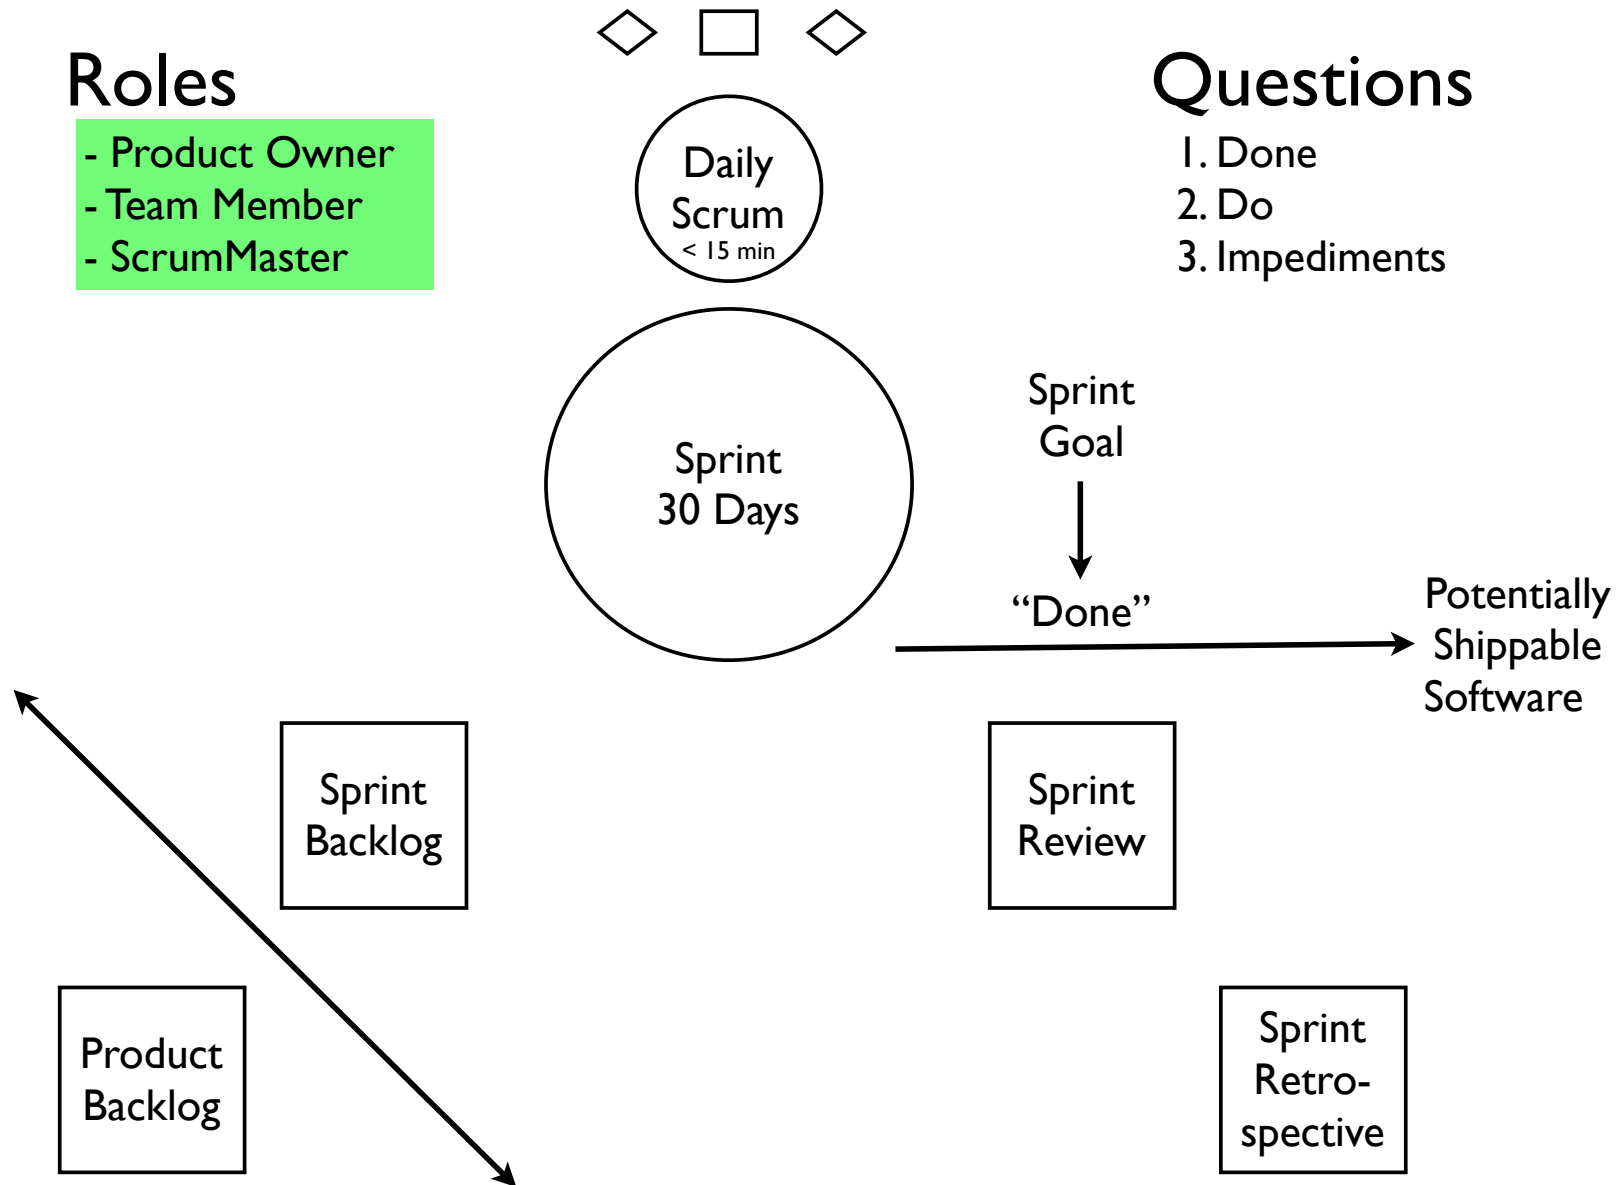 Roles
- Product Owner
- Team Member
- ScrumMaster
Daily
Scrum
< 15 min
Questions
1. Done
2. Do
3. Impediments
Sprint
30 Days
Sprint
Goal
“Done”
Potentially
Shippable
Software
Sprint
Backlog
Sprint
Review
Product
Backlog
Sprint
Retro-
spective